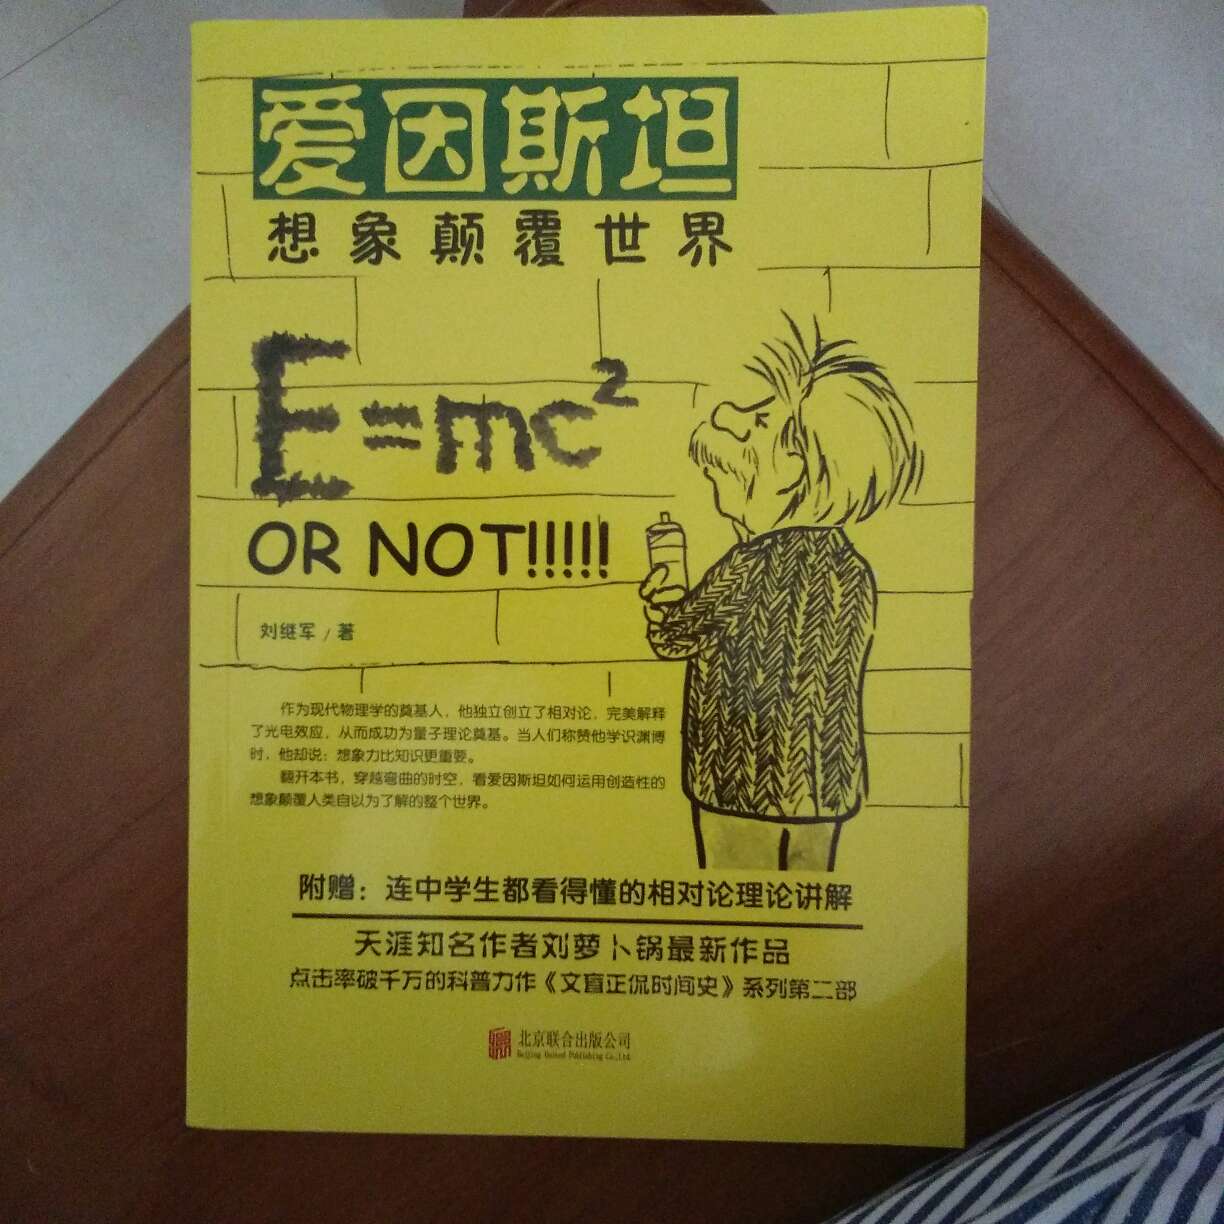 爱因斯坦
想象颠覆世界
E=mc²
OR NOT!!!!!
刘继军/著
作为现代物理学的奠基人，他独立创立了相对论，完美解释
了光电效应，从而成功为量子理论奠基。当人们称赞他学识渊博
时，他却说：想象力比知识更重要。
翻开本书，穿越弯曲的时空，看爱因斯坦如何运用创造性的
想象颠覆人类自以为了解的整个世界。
附赠：连中学生都看得懂的相对论理论讲解
天涯知名作者刘萝卜锅最新作品
点击率破千万的科普力作《文盲正侃时间史》系列第二部
北京联合出版公司
Beijing United Publishing Co.,Ltd.